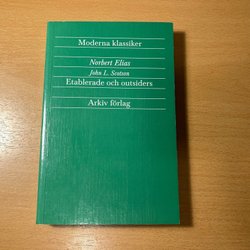 Moderna klassiker
Norbert Elias
John L. Scotson
Etablerade och outsiders
Arkiv förlag